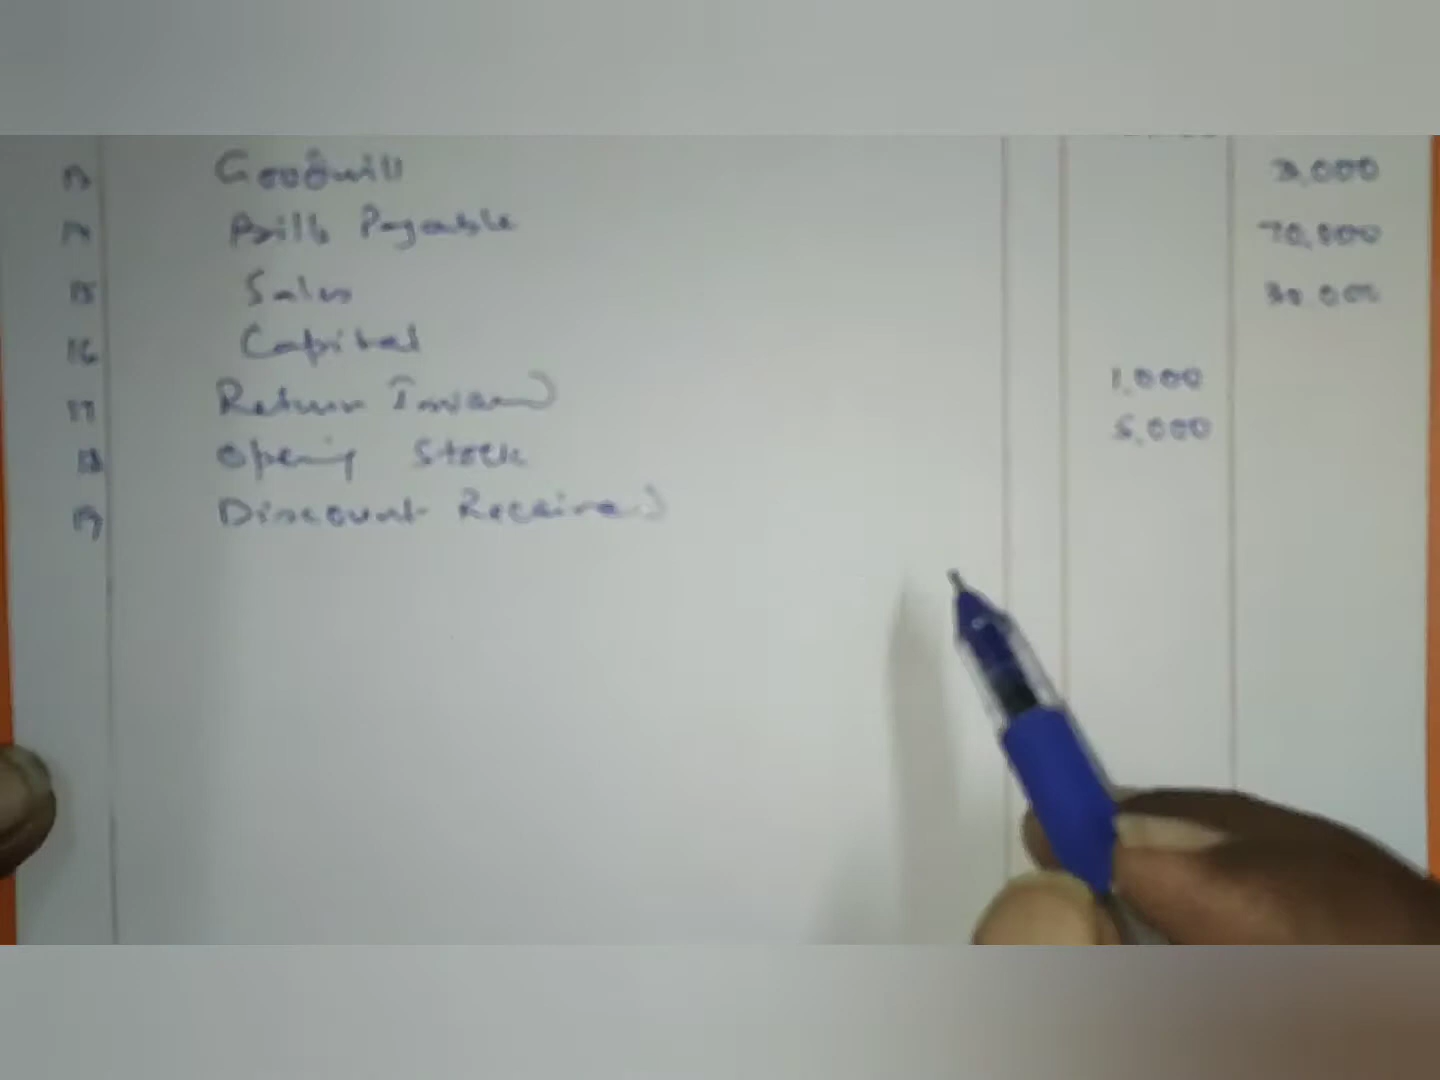 13 Goodwill 3,000
14 Bills Payable 70,000
15 Sales 30,000
16 Capital
17 Return Inward 1,000
18 Opening Stock 5,000
19 Discount Received